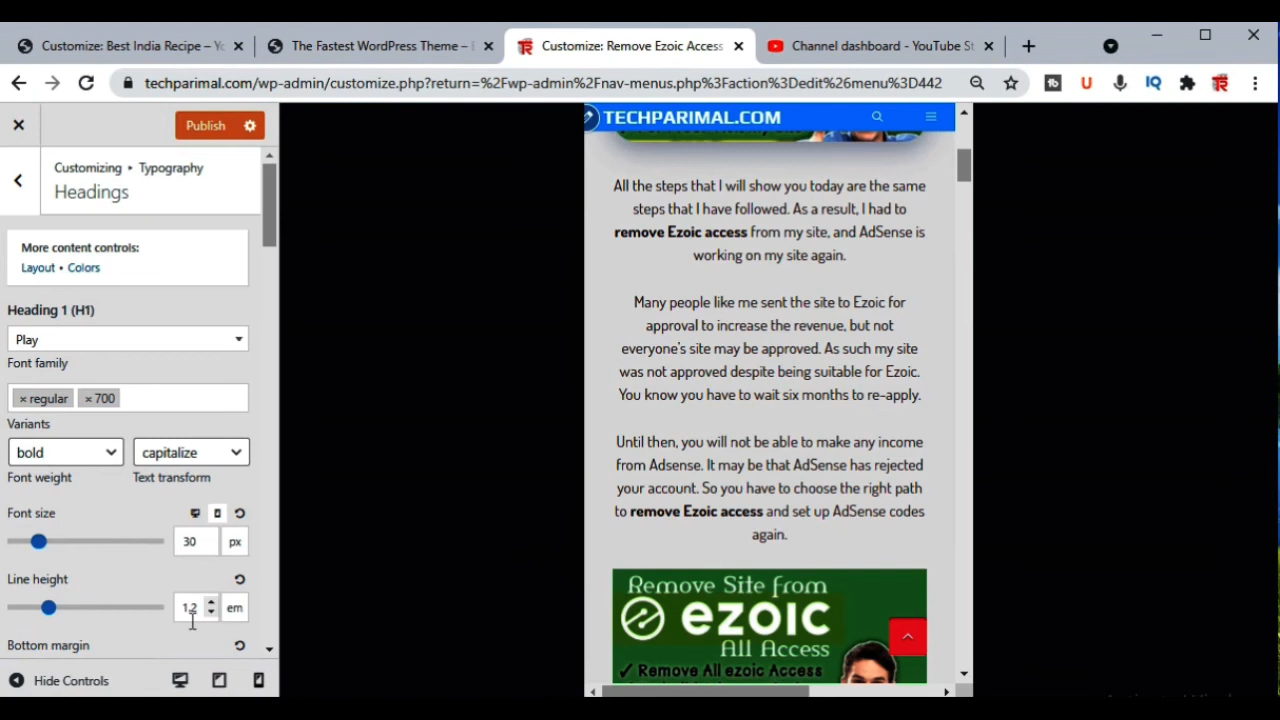 Customize: Best India Recipe – Yo
The Fastest WordPress Theme –
Customize: Remove Ezoic Access
Channel dashboard - YouTube St
techparimal.com/wp-admin/customize.php?return=%2Fwp-admin%2Fnav-menus.php%3Faction%3Dedit%26menu%3D442
Publish
Customizing ▸ Typography
Headings
More content controls:
Layout • Colors
Heading 1 (H1)
Play
Font family
× regular × 700
Variants
bold capitalize
Font weight Text transform
Font size
30 px
Line height
1.2 em
Bottom margin
Hide Controls
TECHPARIMAL.COM
All the steps that I will show you today are the same
steps that I have followed. As a result, I had to
remove Ezoic access from my site, and AdSense is
working on my site again.
Many people like me sent the site to Ezoic for
approval to increase the revenue, but not
everyone's site may be approved. As such my site
was not approved despite being suitable for Ezoic.
You know you have to wait six months to re-apply.
Until then, you will not be able to make any income
from Adsense. It may be that AdSense has rejected
your account. So you have to choose the right path
to remove Ezoic access and set up AdSense codes
again.
Remove Site from
ezoic
All Access
✓ Remove All ezoic Access